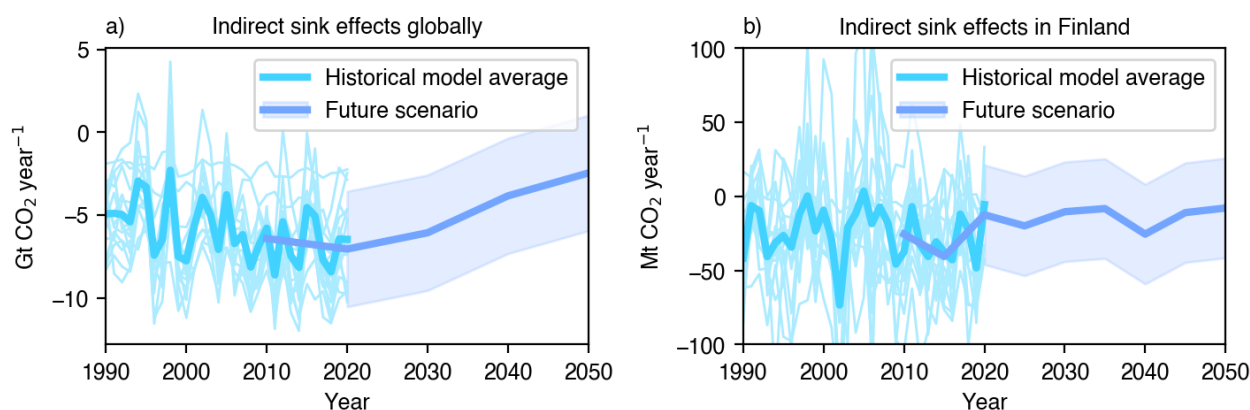 a) Indirect sink effects globally
Historical model average
Future scenario
5
0
−5
−10
Gt CO₂ year⁻¹
1990 2000 2010 2020 2030 2040 2050
Year
b) Indirect sink effects in Finland
Historical model average
Future scenario
100
50
0
−50
−100
Mt CO₂ year⁻¹
1990 2000 2010 2020 2030 2040 2050
Year